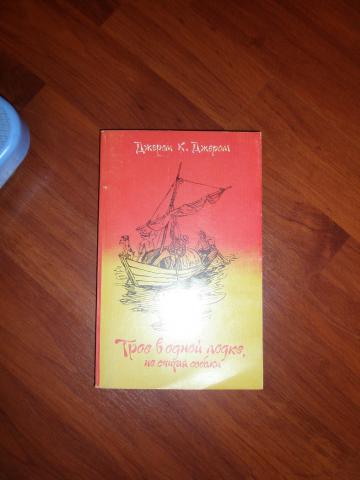 Джером К. Джером
Трое в одной лодке,
не считая собаки